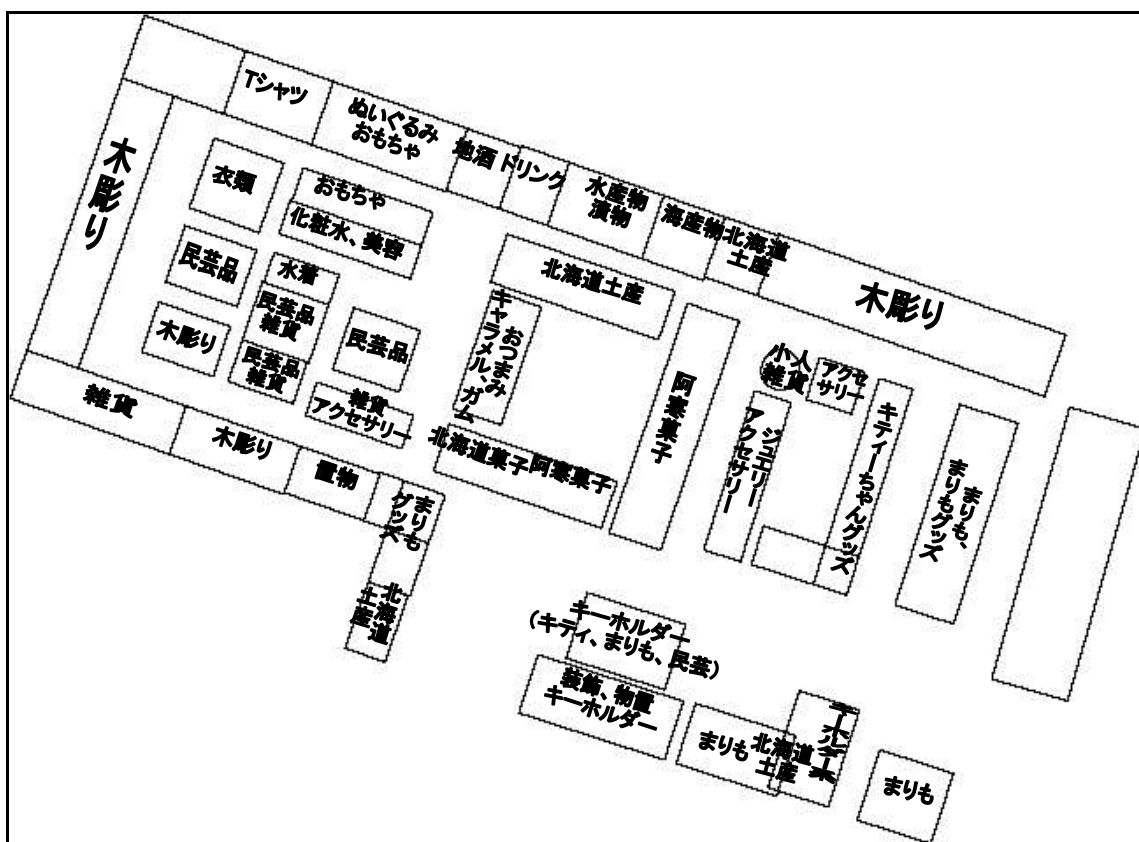 Tシャツ
ぬいぐるみ
おもちゃ
地酒
ドリンク
水産物
漬物
海産物
北海道
土産
木彫り
木彫り
衣類
おもちゃ
化粧水、美容
民芸品
水着
民芸品
雑貨
民芸品
木彫り
民芸品
雑貨
雑貨
アクセサリー
北海道土産
おつまみ
キャラメル、ガム
北海道菓子
阿寒菓子
阿寒菓子
小人
雑貨
アクセ
サリー
ジュエリー
アクセサリー
キティーちゃんグッズ
まりも、
まりもグッズ
雑貨
木彫り
置物
まりも
グッズ
北海道
土産
キーホルダー
(キティ、まりも、民芸)
装飾、物置
キーホルダー
まりも
北海道
土産
まりも